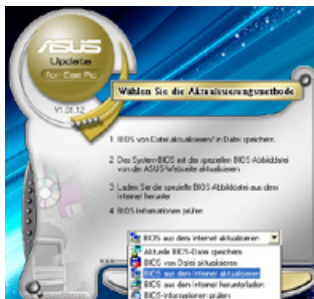 ASUS
Update
for Eee Pc
V1.01.12
Wählen Sie die Aktualisierungsmethode
1 BIOS von Datei aktualisieren/ in Datei speichern.
2 Das System-BIOS mit der speziellen BIOS-Abbilddatei
von der ASUS-Webseite aktualisieren
3 Laden Sie die spezielle BIOS-Abbilddatei aus dem
Internet herunter
4 BIOS-Informationen prüfen
BIOS aus dem Internet aktualisieren
Aktuelle BIOS-Datei speichern
BIOS von Datei aktualisieren
BIOS aus dem Internet aktualisieren
BIOS aus dem Internet herunterladen
BIOS-Informationen prüfen